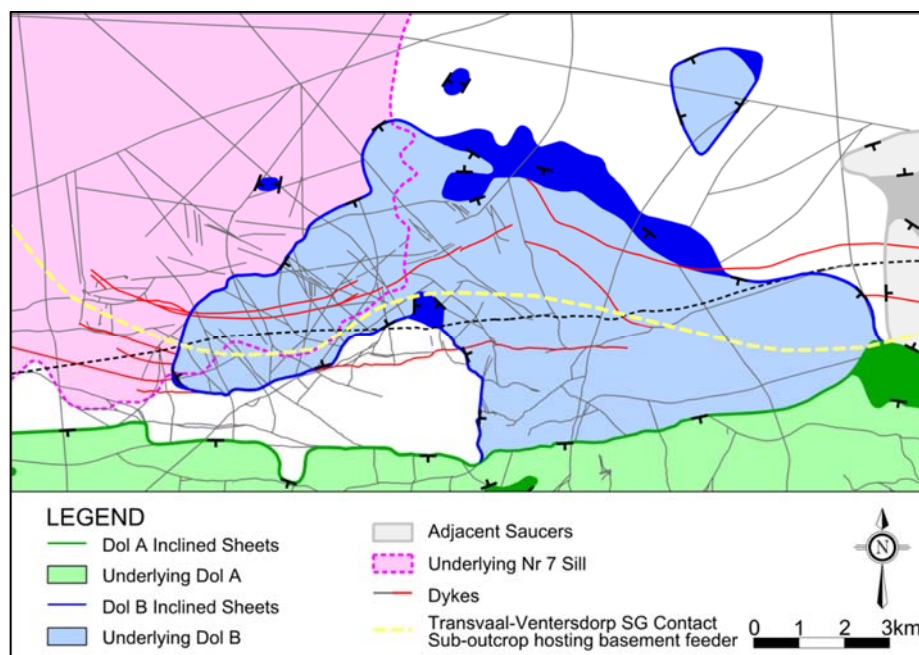 LEGEND
Dol A Inclined Sheets
Underlying Dol A
Dol B Inclined Sheets
Underlying Dol B
Adjacent Saucers
Underlying Nr 7 Sill
Dykes
Transvaal-Ventersdorp SG Contact
Sub-outcrop hosting basement feeder
N
0 1 2 3km